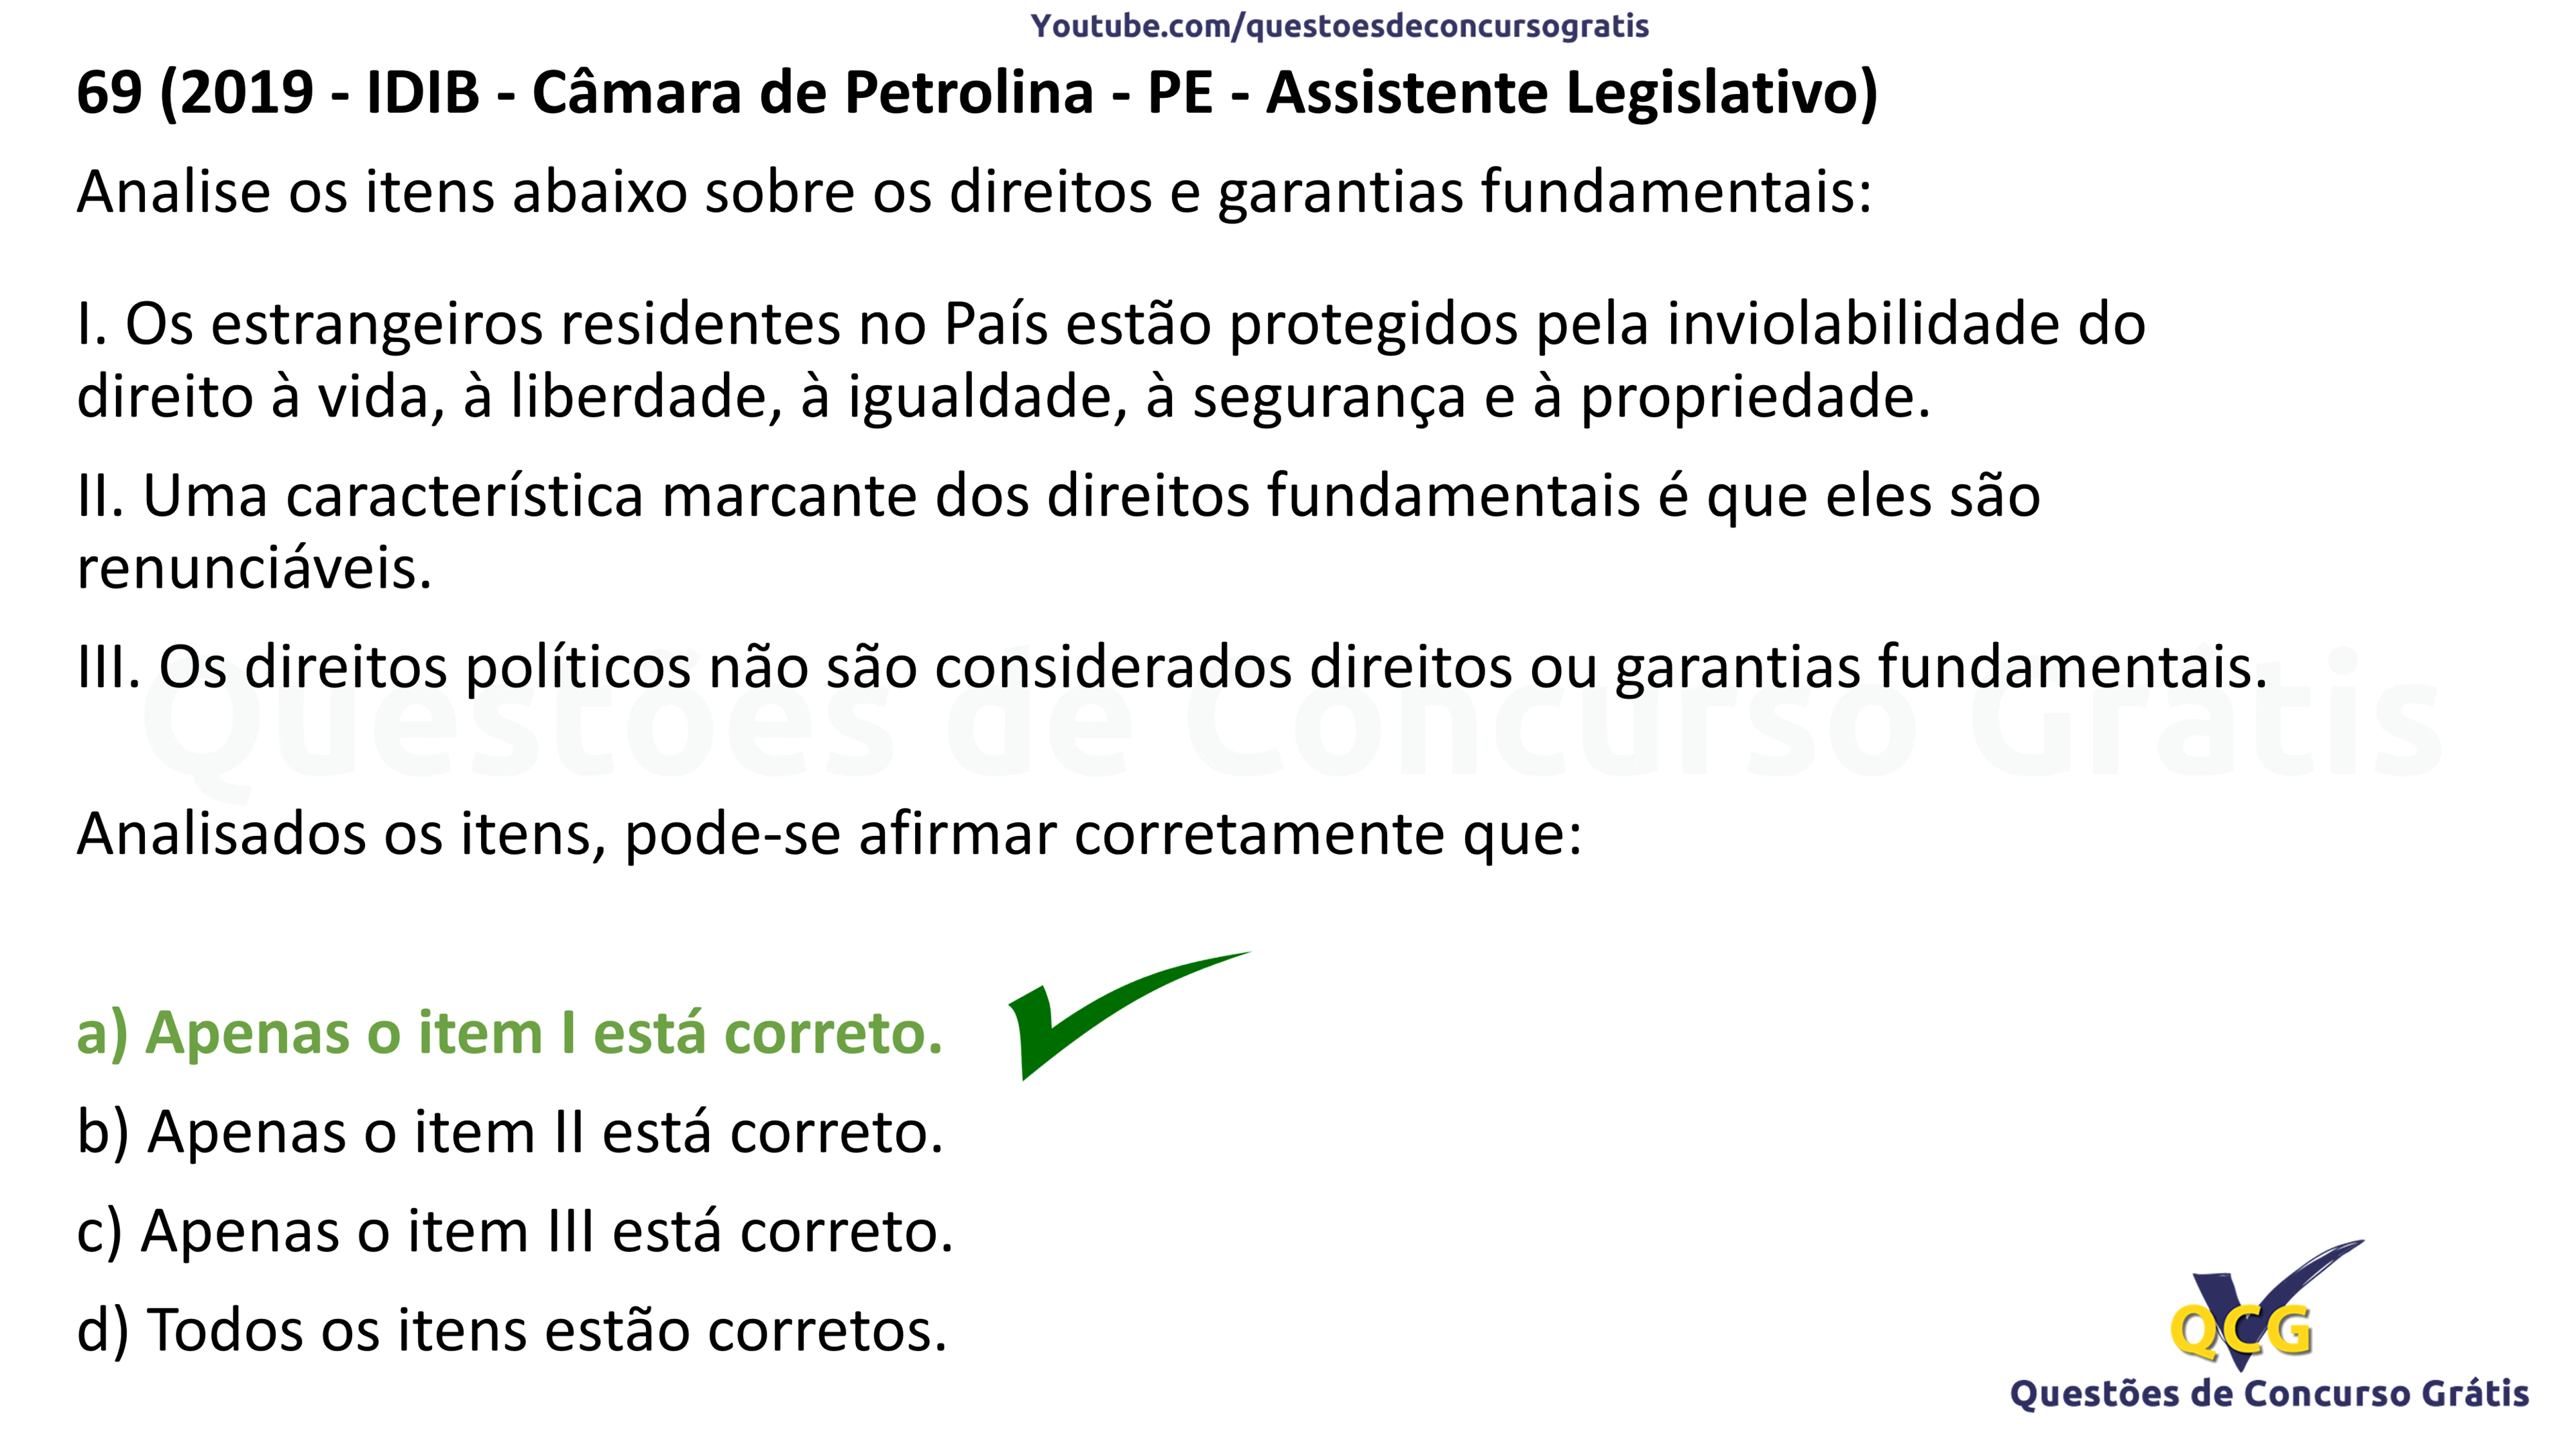 Youtube.com/questoesdeconcursogratis
69 (2019 - IDIB - Câmara de Petrolina - PE - Assistente Legislativo)
Analise os itens abaixo sobre os direitos e garantias fundamentais:
I. Os estrangeiros residentes no País estão protegidos pela inviolabilidade do
direito à vida, à liberdade, à igualdade, à segurança e à propriedade.
II. Uma característica marcante dos direitos fundamentais é que eles são
renunciáveis.
III. Os direitos políticos não são considerados direitos ou garantias fundamentais.
Questões de Concurso Grátis
Analisados os itens, pode-se afirmar corretamente que:
a) Apenas o item I está correto.
b) Apenas o item II está correto.
c) Apenas o item III está correto.
d) Todos os itens estão corretos.
QCG
Questões de Concurso Grátis